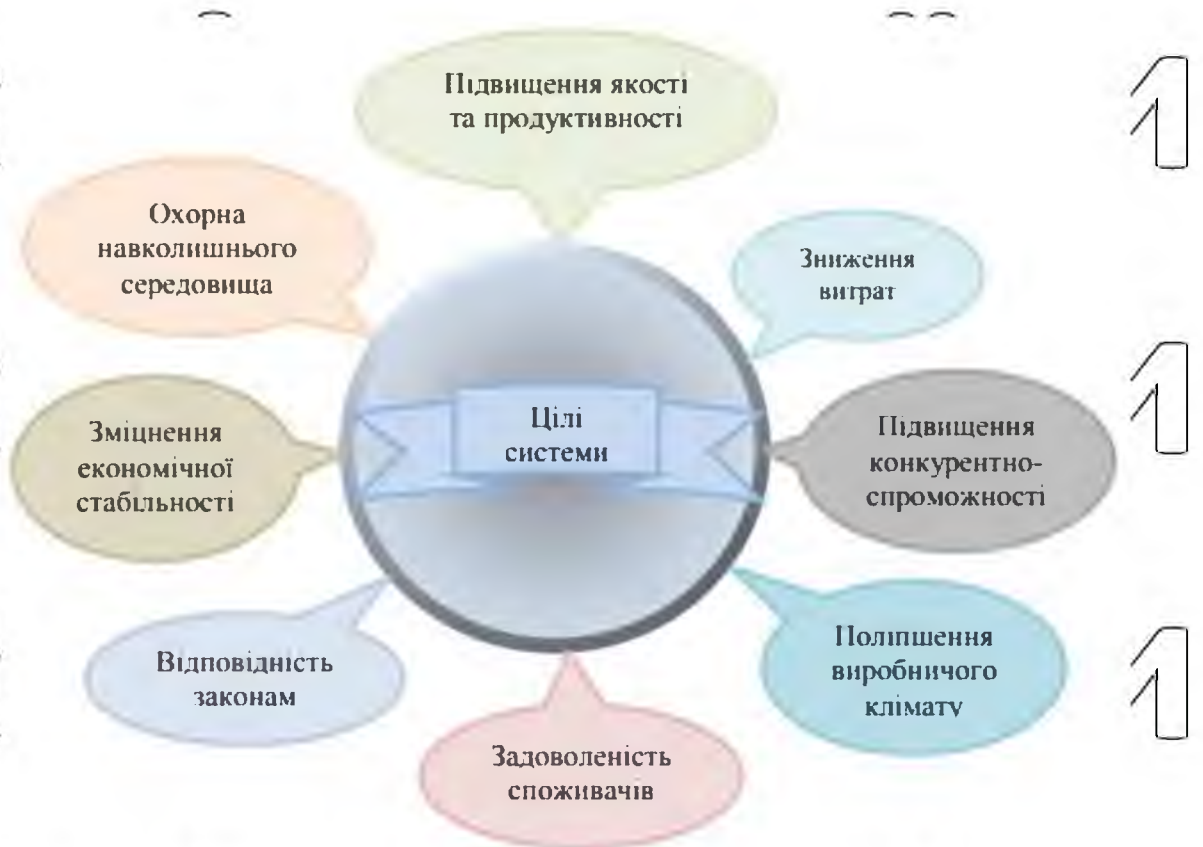 Підвищення якості
та продуктивності
Охорна
навколишнього
середовища
Зниження
витрат
Цілі
системи
Зміцнення
економічної
стабільності
Підвищення
конкурентно-
спроможності
Відповідність
законам
Поліпшення
виробничого
клімату
Задоволеність
споживачів